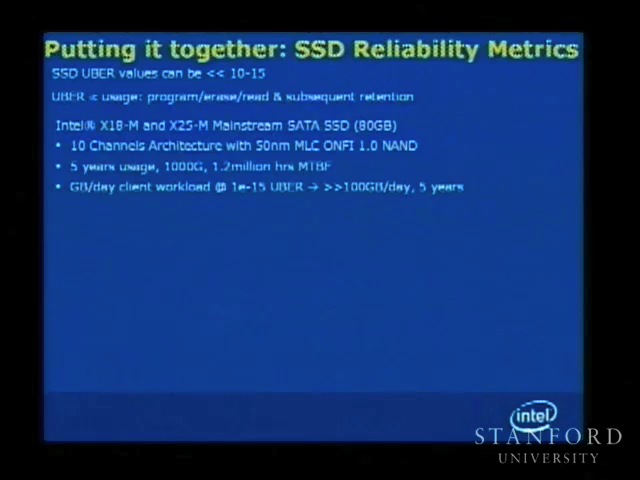 Putting it together: SSD Reliability Metrics
SSD UBER values can be << 10-15
UBER < usage: program/erase/read & subsequent retention
Intel® X18-M and X25-M Mainstream SATA SSD (80GB)
• 10 Channels Architecture with 50nm MLC ONFI 1.0 NAND
• 5 years usage, 1000G, 1.2million hrs MTBF
• GB/day client workload @ 1e-15 UBER → >>100GB/day, 5 years
intel
STANFORD
UNIVERSITY